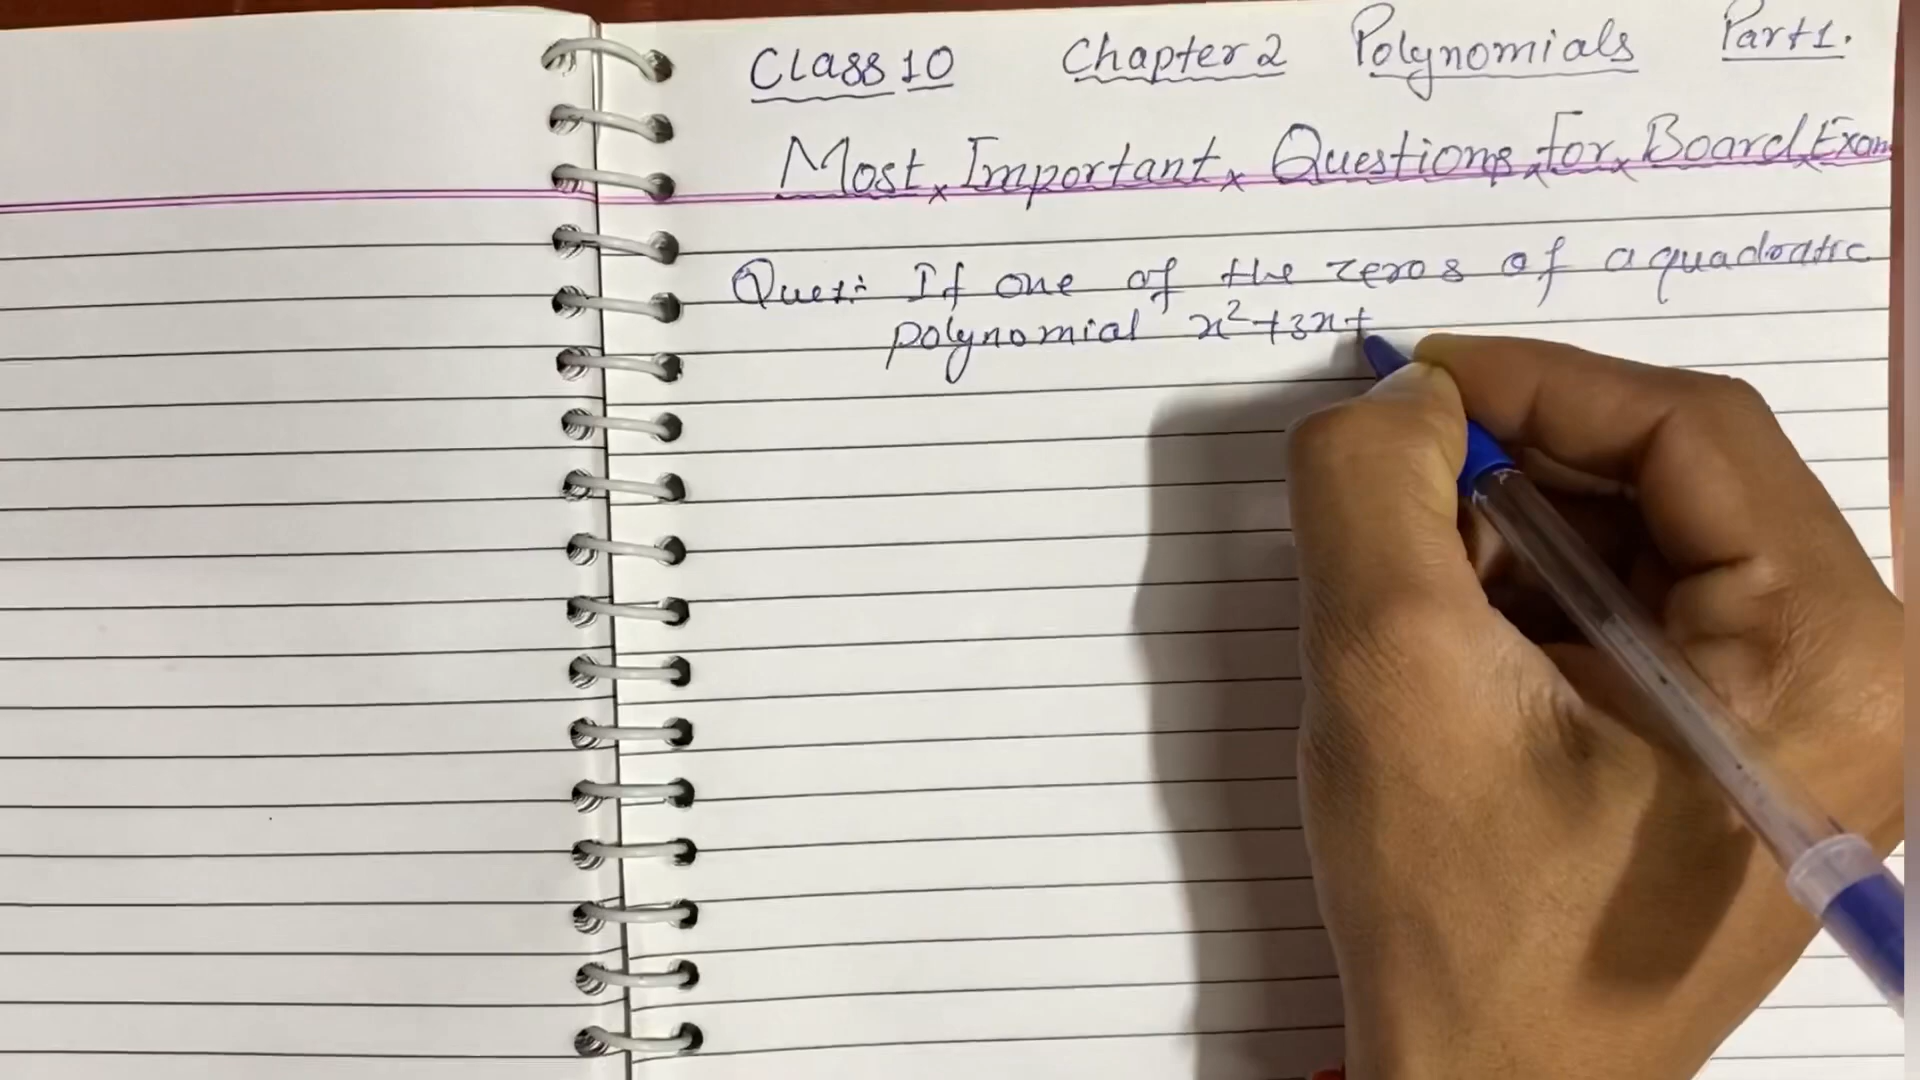 Class 10 Chapter 2 Polynomials Part 1.
Most Important Questions For Board Exam
Ques1: If one of the zeros of a quadratic
polynomial x²+3x+